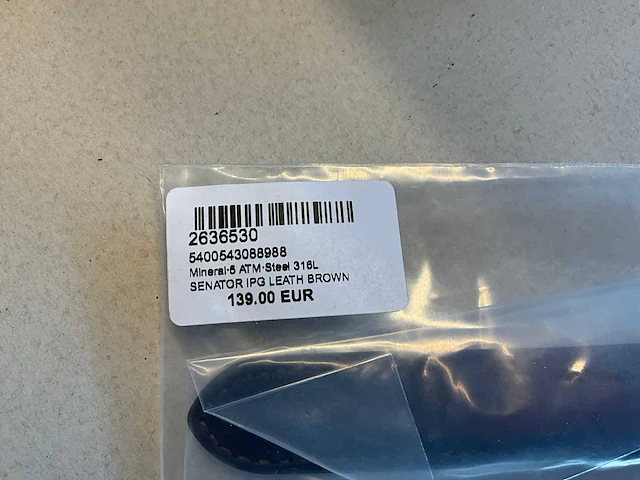 2636530
5400543088988
Mineral-5 ATM-Steel 316L
SENATOR IPG LEATH BROWN
139.00 EUR